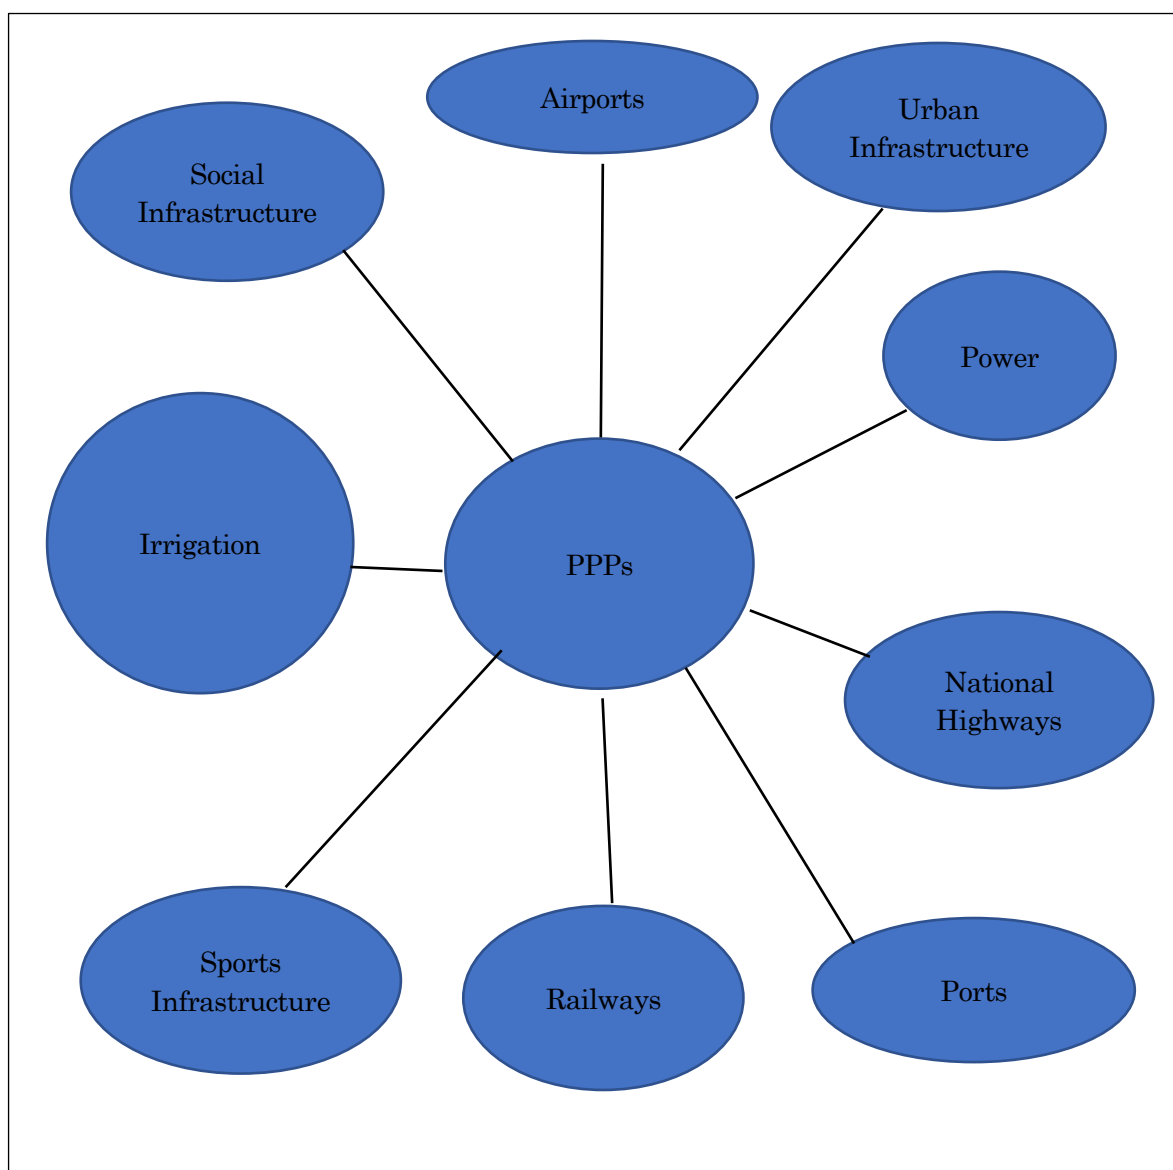 Airports
Urban
Infrastructure
Social
Infrastructure
Power
Irrigation
PPPs
National
Highways
Sports
Infrastructure
Railways
Ports